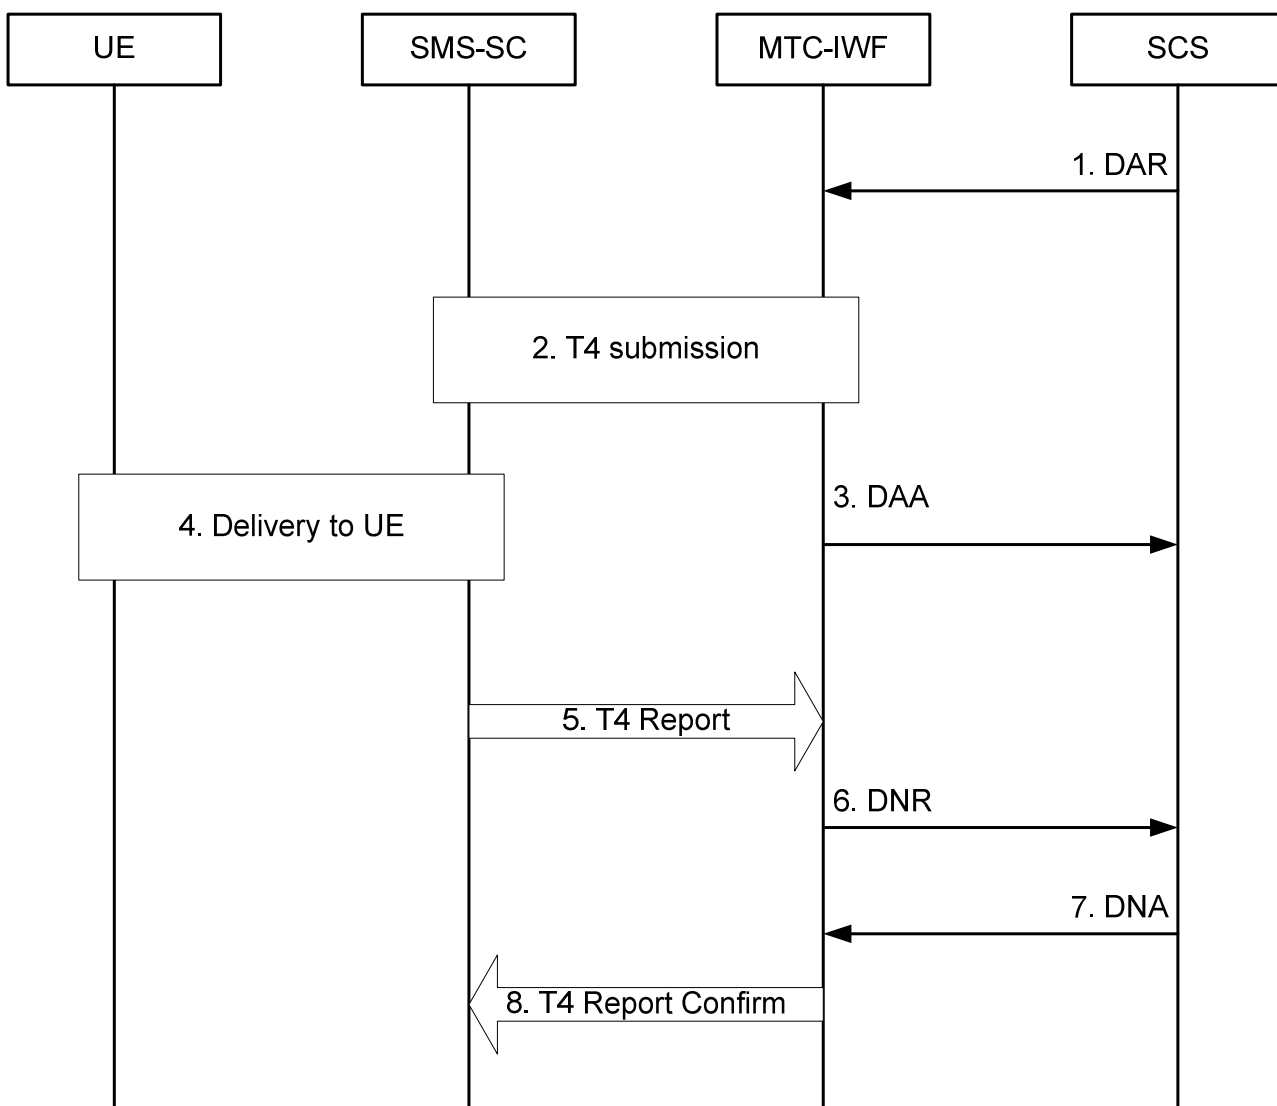 UE
SMS-SC
MTC-IWF
SCS
1. DAR
2. T4 submission
3. DAA
4. Delivery to UE
5. T4 Report
6. DNR
7. DNA
8. T4 Report Confirm